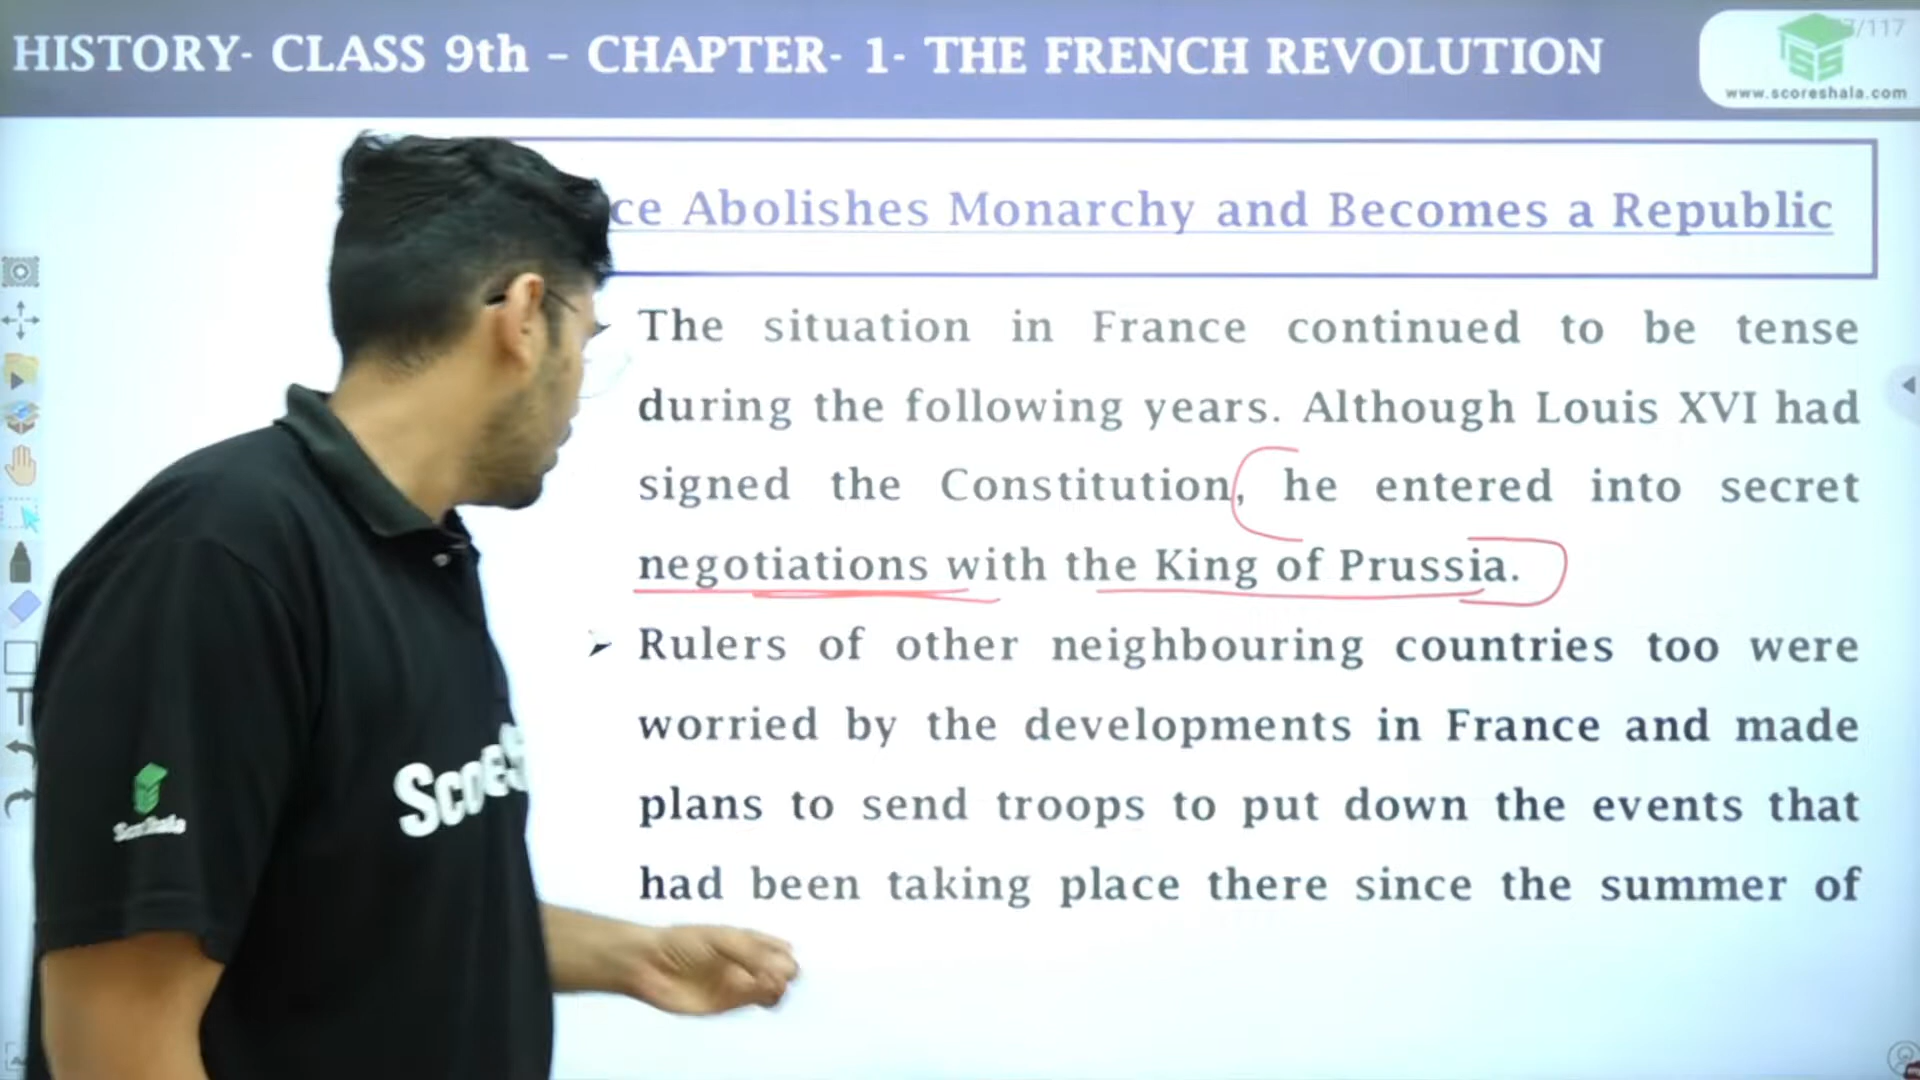 HISTORY- CLASS 9th – CHAPTER- 1- THE FRENCH REVOLUTION
/117
www.scoreshala.com
ce Abolishes Monarchy and Becomes a Republic
The situation in France continued to be tense
during the following years. Although Louis XVI had
signed the Constitution, he entered into secret
negotiations with the King of Prussia.
Rulers of other neighbouring countries too were
worried by the developments in France and made
plans to send troops to put down the events that
had been taking place there since the summer of
ScoreS
ScoreShala